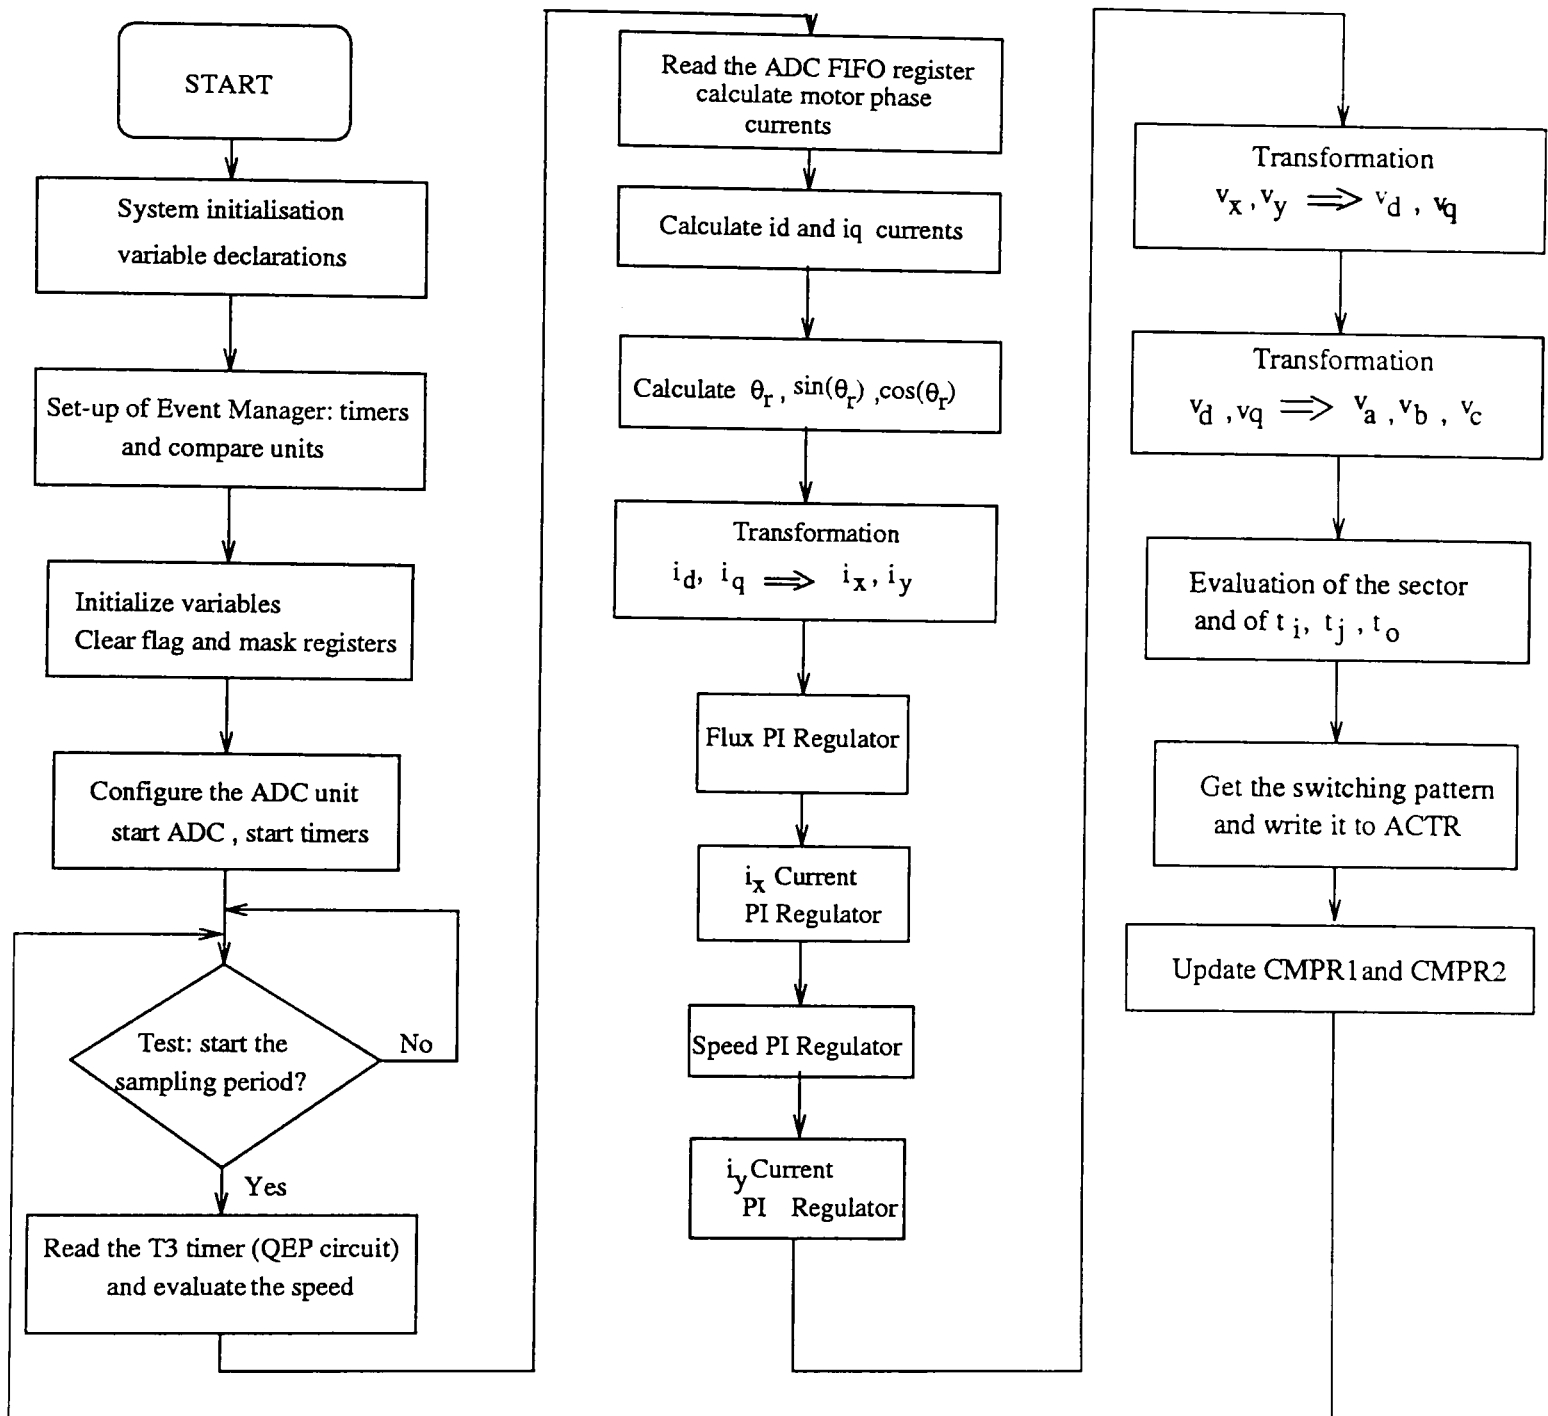 START
System initialisation
variable declarations
Set-up of Event Manager: timers
and compare units
Initialize variables
Clear flag and mask registers
Configure the ADC unit
start ADC , start timers
Test: start the
sampling period?
No
Yes
Read the T3 timer (QEP circuit)
and evaluate the speed
Read the ADC FIFO register
calculate motor phase
currents
Calculate id and iq currents
Calculate θr , sin(θr) ,cos(θr)
Transformation
id, iq ⟹ ix, iy
Flux PI Regulator
ix Current
PI Regulator
Speed PI Regulator
iy Current
PI Regulator
Transformation
vx , vy ⟹ vd , vq
Transformation
vd , vq ⟹ va , vb , vc
Evaluation of the sector
and of ti, tj , to
Get the switching pattern
and write it to ACTR
Update CMPR1 and CMPR2